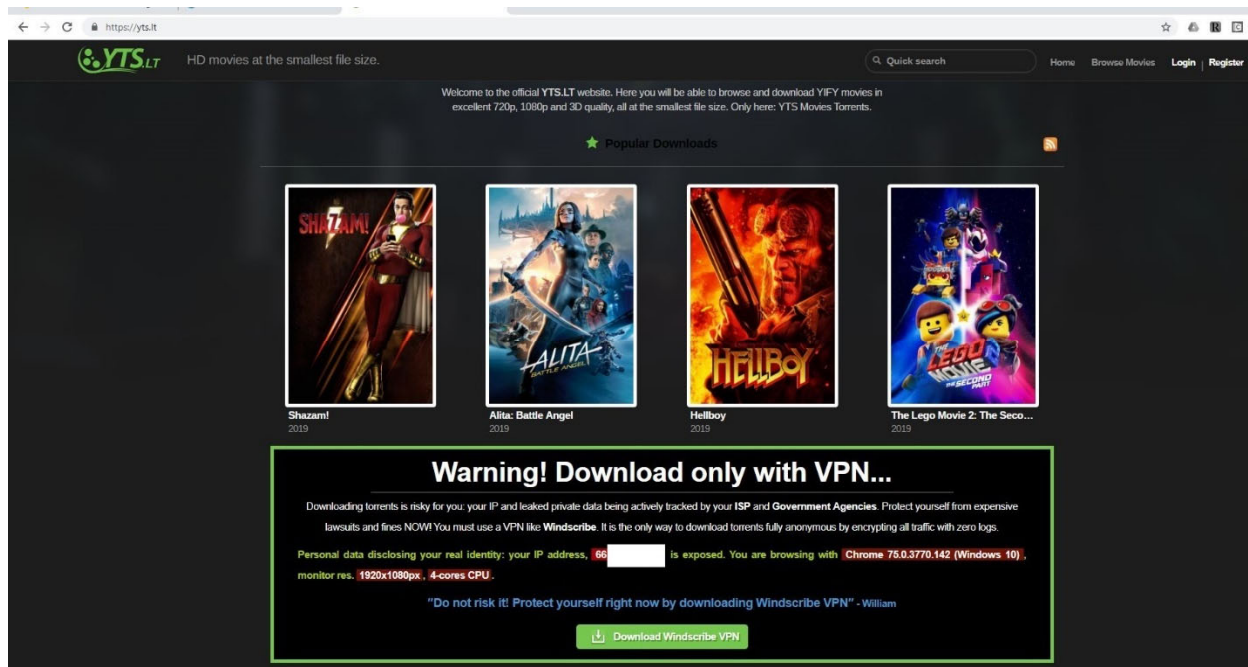 https://yts.lt
YTS.LT
HD movies at the smallest file size.
Quick search
Home Browse Movies Login | Register
Welcome to the official YTS.LT website. Here you will be able to browse and download YIFY movies in
excellent 720p, 1080p and 3D quality, all at the smallest file size. Only here: YTS Movies Torrents.
Popular Downloads
SHAZAM!
ALITA
BATTLE ANGEL
HELLBOY
THE LEGO MOVIE 2
THE SECOND PART
Shazam!
2019
Alita: Battle Angel
2019
Hellboy
2019
The Lego Movie 2: The Seco...
2019
Warning! Download only with VPN...
Downloading torrents is risky for you: your IP and leaked private data being actively tracked by your ISP and Government Agencies. Protect yourself from expensive
lawsuits and fines NOW! You must use a VPN like Windscribe. It is the only way to download torrents fully anonymous by encrypting all traffic with zero logs.
Personal data disclosing your real identity: your IP address, 66 is exposed. You are browsing with Chrome 75.0.3770.142 (Windows 10) ,
monitor res. 1920x1080px , 4-cores CPU .
"Do not risk it! Protect yourself right now by downloading Windscribe VPN" - William
Download Windscribe VPN